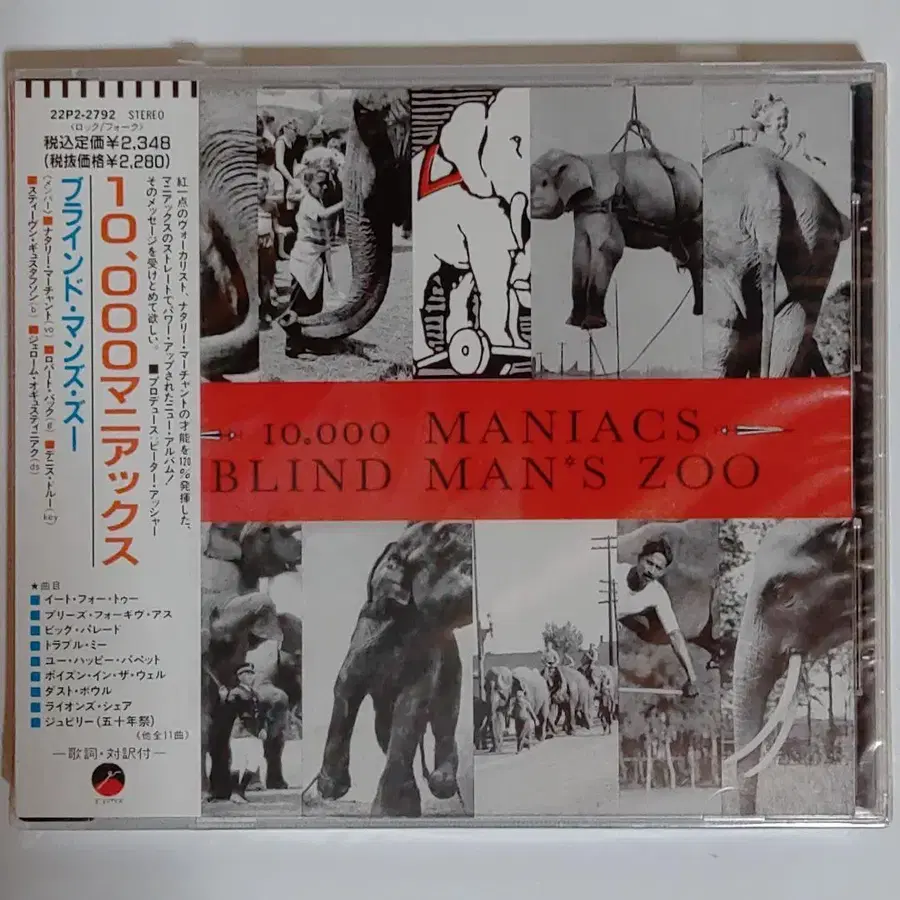 22P2-2792 STEREO
〈ロック/フォーク〉
税込定価¥2,348
(税抜価格¥2,280)
紅一点のヴォーカリスト、ナタリー・マーチャントの才能を120%発揮した、
マニアックスのストレートで、パワー・アップされたニュー・アルバム!
そのメッセージを受けとめて欲しい。 ■プロデュース:ピーター・アッシャー
10,000マニアックス
ブラインド・マンズ・ズー
〈メンバー〉■ナタリー・マーチャント(vo) ■ロバート・バック(g) ■デニス・ドルー(key)
■スティーヴン・ギュスタフソン(b) ■ジェローム・オギュスティニアク(ds)
★曲目
■イート・フォー・トゥー
■プリーズ・フォーギヴ・アス
■ビッグ・パレード
■トラブル・ミー
■ユー・ハッピー・パペット
■ポイズン・イン・ザ・ウェル
■ダスト・ボウル
■ライオンズ・シェア
■ジュビリー(五十年祭)
(他全11曲)
―歌詞・対訳付―
10.000 MANIACS
BLIND MAN*S ZOO